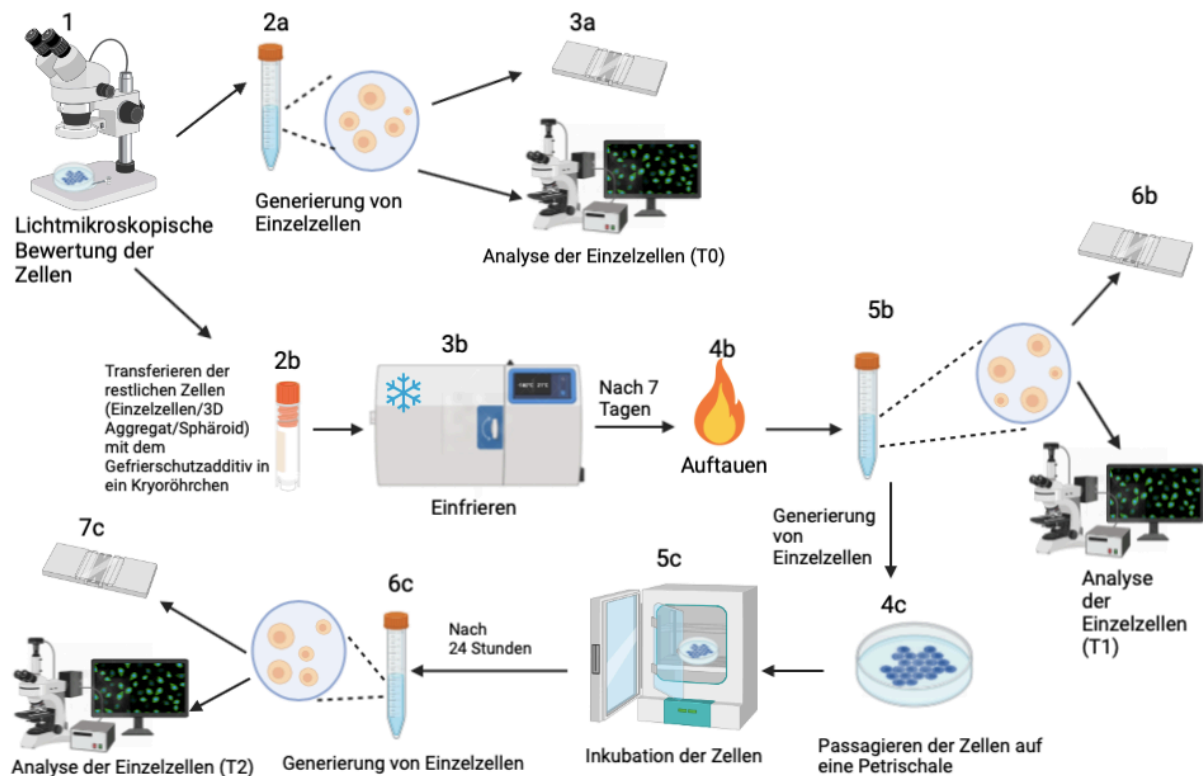 1
2a
3a
Lichtmikroskopische
Bewertung der
Zellen
Generierung von
Einzelzellen
Analyse der Einzelzellen (T0)
6b
Transferieren der
restlichen Zellen
(Einzelzellen/3D
Aggregat/Sphäroid)
mit dem
Gefrierschutzadditiv in
ein Kryoröhrchen
2b
3b
Einfrieren
Nach 7
Tagen
4b
Auftauen
5b
Generierung
von
Einzelzellen
Analyse
der
Einzelzellen
(T1)
4c
Passagieren der Zellen auf
eine Petrischale
5c
Inkubation der Zellen
Nach
24 Stunden
6c
Generierung von Einzelzellen
7c
Analyse der Einzelzellen (T2)